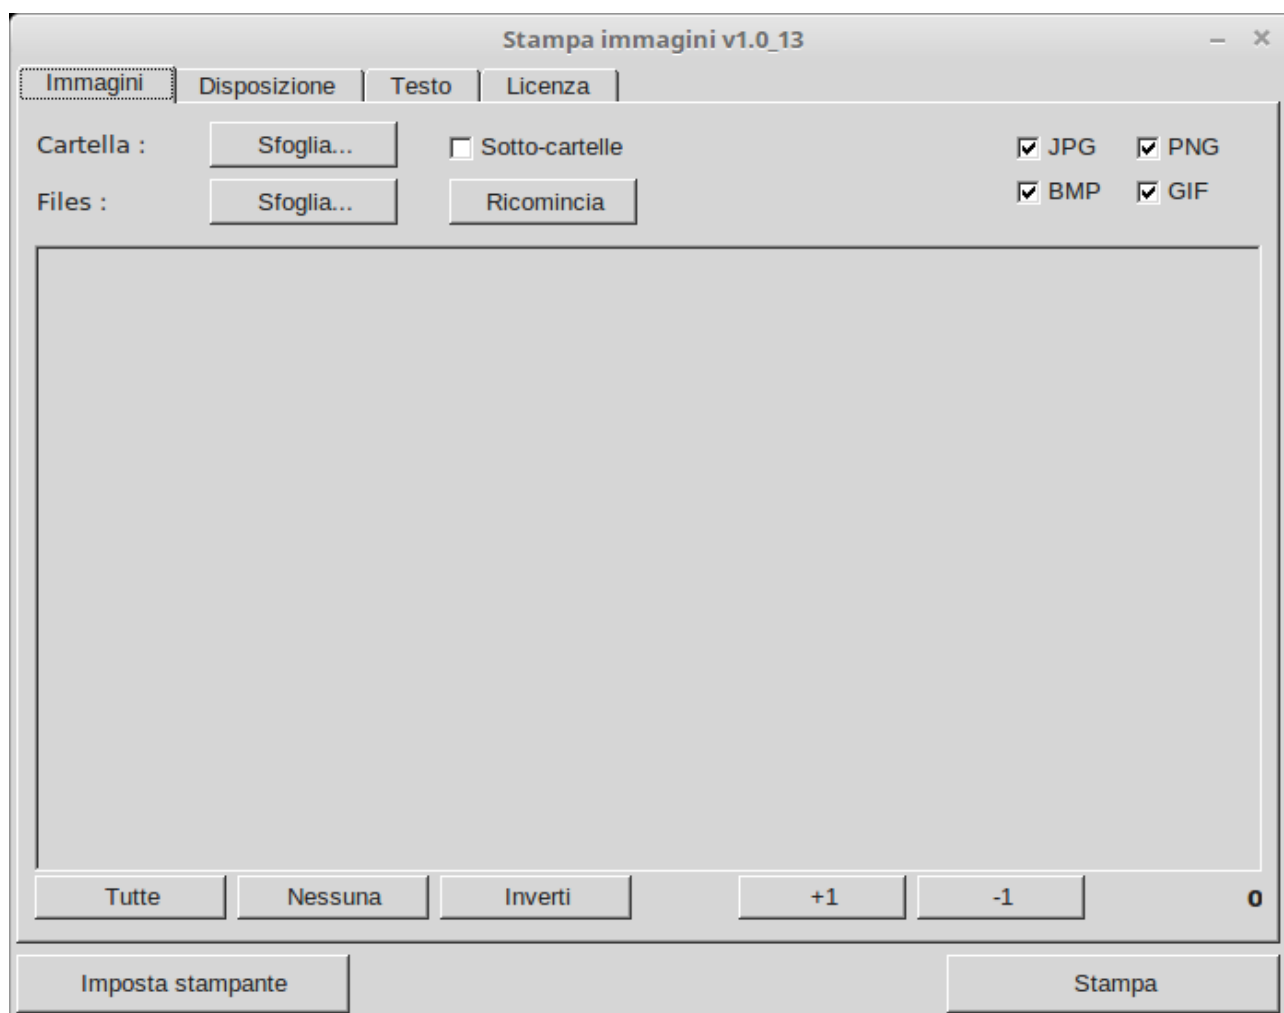 Stampa immagini v1.0_13
Immagini Disposizione Testo Licenza
Cartella : Sfoglia... Sotto-cartelle JPG PNG
Files : Sfoglia... Ricomincia BMP GIF
Tutte Nessuna Inverti +1 -1 0
Imposta stampante Stampa